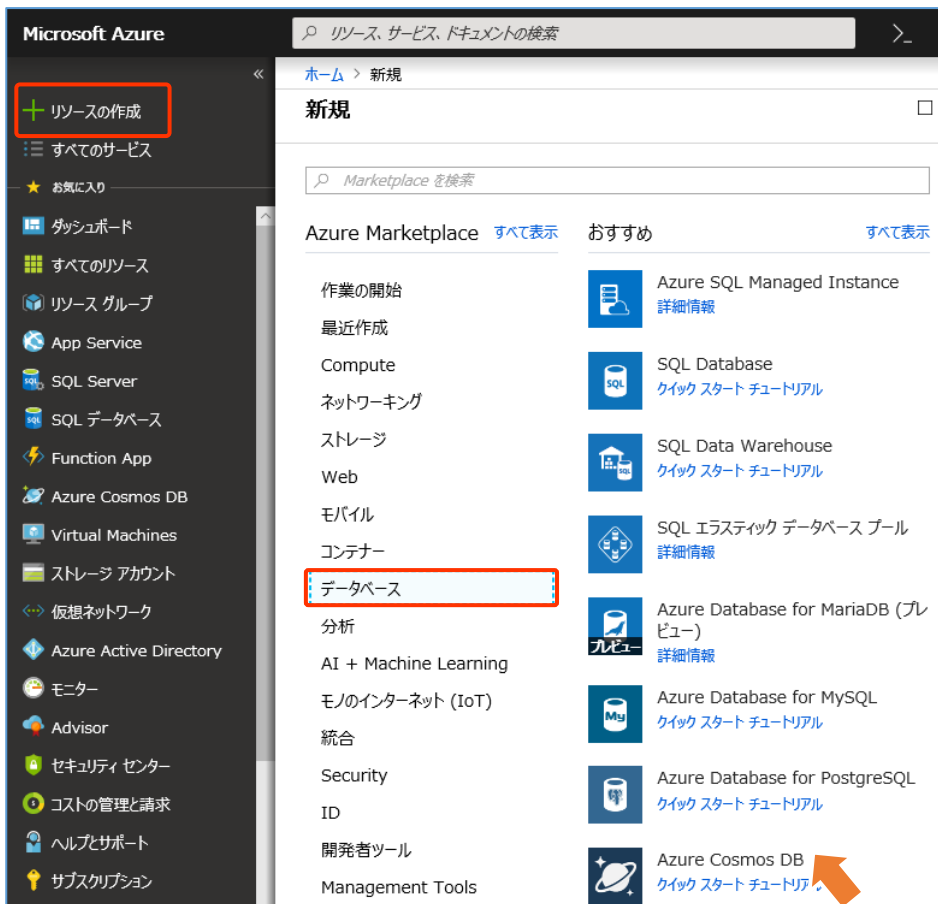 Microsoft Azure
リソース、サービス、ドキュメントの検索
>_
«
ホーム > 新規
リソースの作成
新規
すべてのサービス
お気に入り
Marketplace を検索
ダッシュボード
すべてのリソース
リソース グループ
App Service
SQL Server
SQL データベース
Function App
Azure Cosmos DB
Virtual Machines
ストレージ アカウント
仮想ネットワーク
Azure Active Directory
モニター
Advisor
セキュリティ センター
コストの管理と請求
ヘルプとサポート
サブスクリプション
Azure Marketplace すべて表示
作業の開始
最近作成
Compute
ネットワーキング
ストレージ
Web
モバイル
コンテナー
データベース
分析
AI + Machine Learning
モノのインターネット (IoT)
統合
Security
ID
開発者ツール
Management Tools
おすすめ すべて表示
Azure SQL Managed Instance
詳細情報
SQL
SQL Database
クイック スタート チュートリアル
SQL
SQL Data Warehouse
クイック スタート チュートリアル
SQL エラスティック データベース プール
詳細情報
プレビュー
Azure Database for MariaDB (プレ
ビュー)
詳細情報
My
Azure Database for MySQL
クイック スタート チュートリアル
Azure Database for PostgreSQL
クイック スタート チュートリアル
Azure Cosmos DB
クイック スタート チュートリア